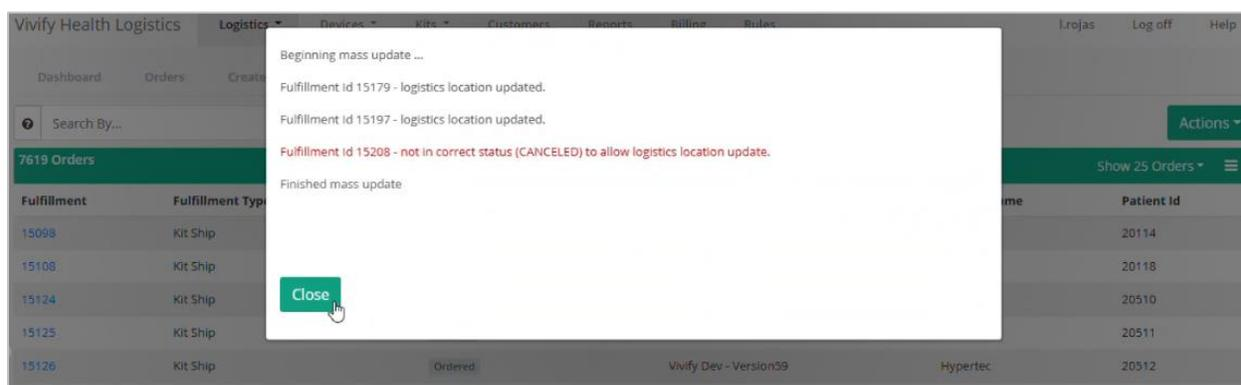 Vivify Health Logistics Logistics Devices Kits Customers Reports Billing Rules l.rojas Log off Help
Beginning mass update ...
Dashboard Orders Create
Fulfillment Id 15179 - logistics location updated.
Search By...
Fulfillment Id 15197 - logistics location updated.
Actions
Fulfillment Id 15208 - not in correct status (CANCELED) to allow logistics location update.
7619 Orders Show 25 Orders
Finished mass update
Fulfillment Fulfillment Type me Patient Id
15098 Kit Ship 20114
15108 Kit Ship 20118
Close
15124 Kit Ship 20510
15125 Kit Ship 20511
15126 Kit Ship Ordered Vivify Dev - Version59 Hypertec 20512